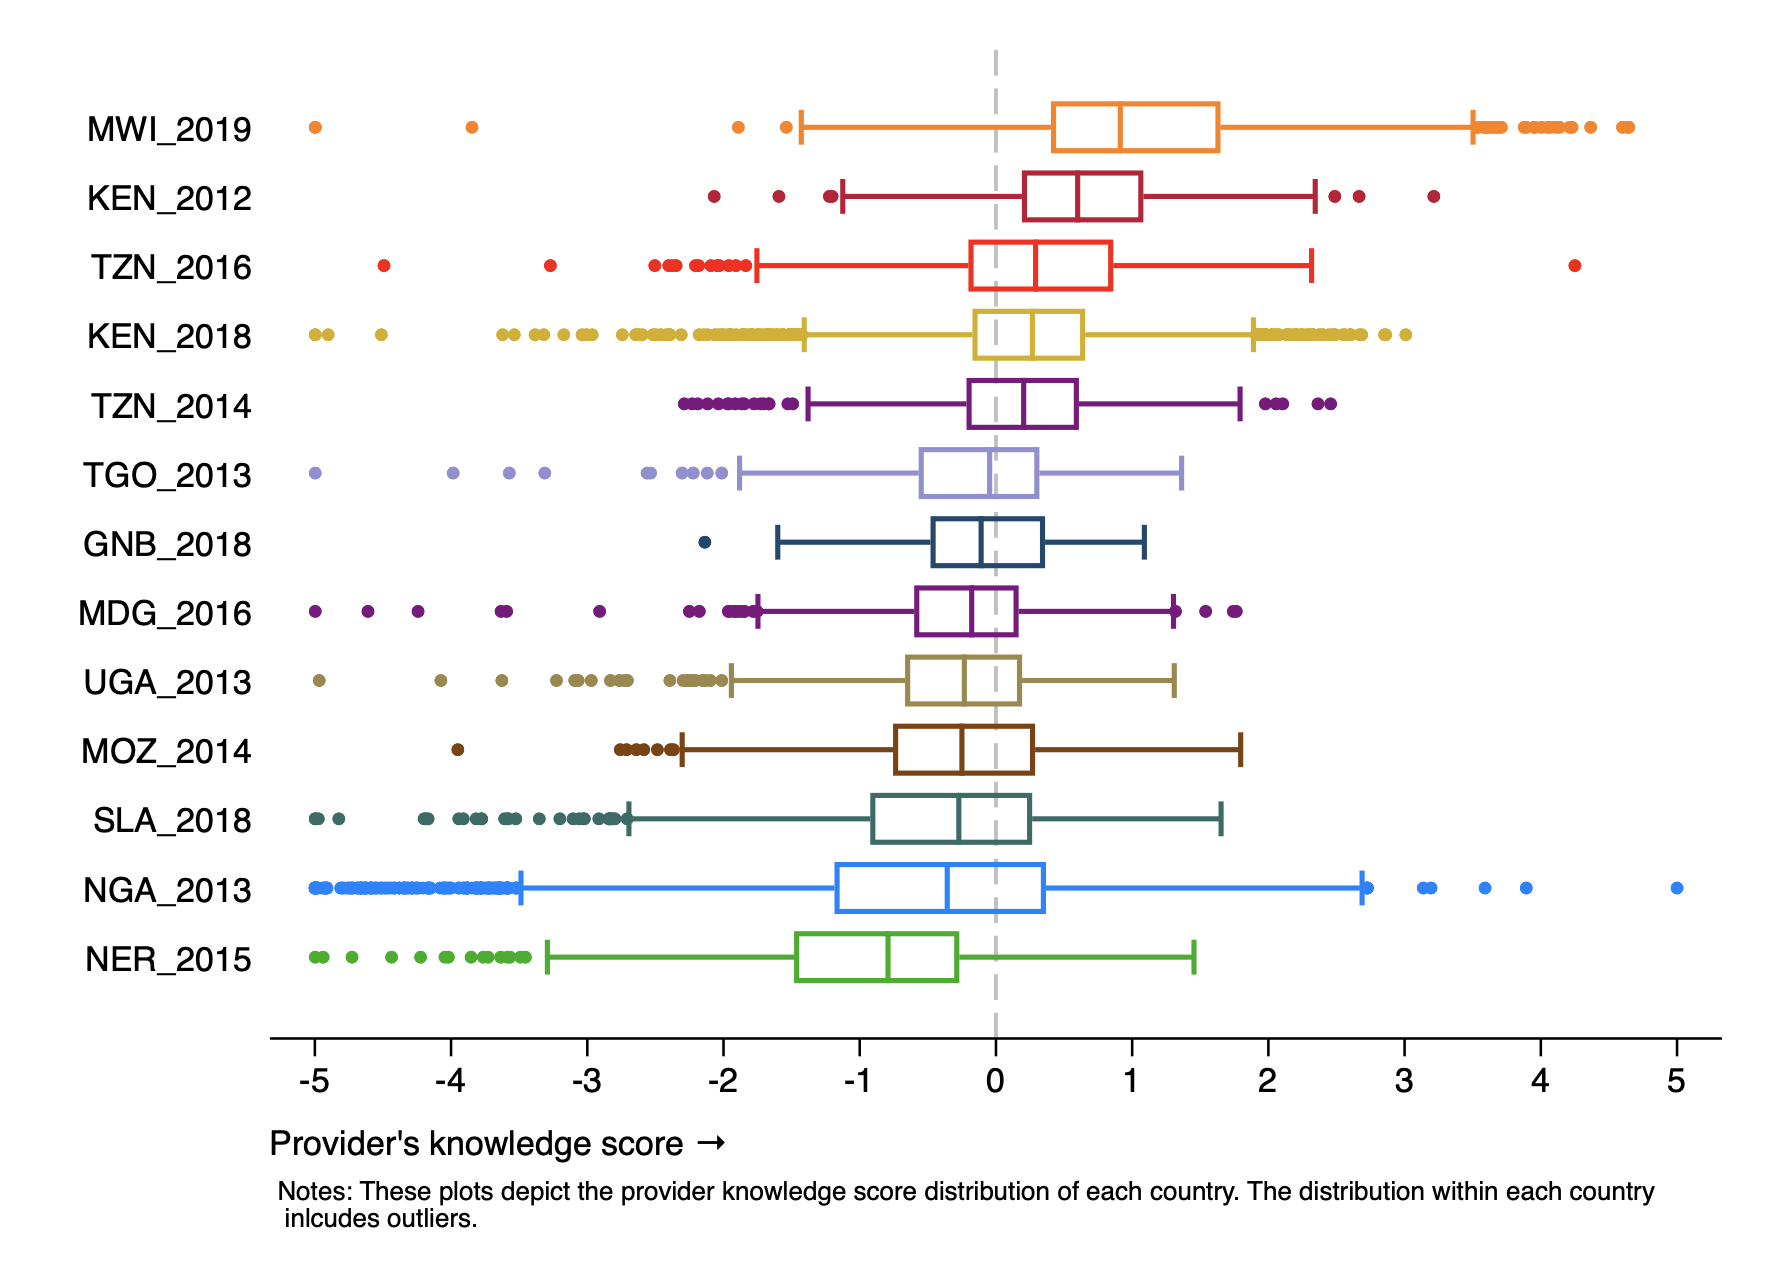 MWI_2019
KEN_2012
TZN_2016
KEN_2018
TZN_2014
TGO_2013
GNB_2018
MDG_2016
UGA_2013
MOZ_2014
SLA_2018
NGA_2013
NER_2015
-5 -4 -3 -2 -1 0 1 2 3 4 5
Provider's knowledge score →
Notes: These plots depict the provider knowledge score distribution of each country. The distribution within each country
inlcudes outliers.